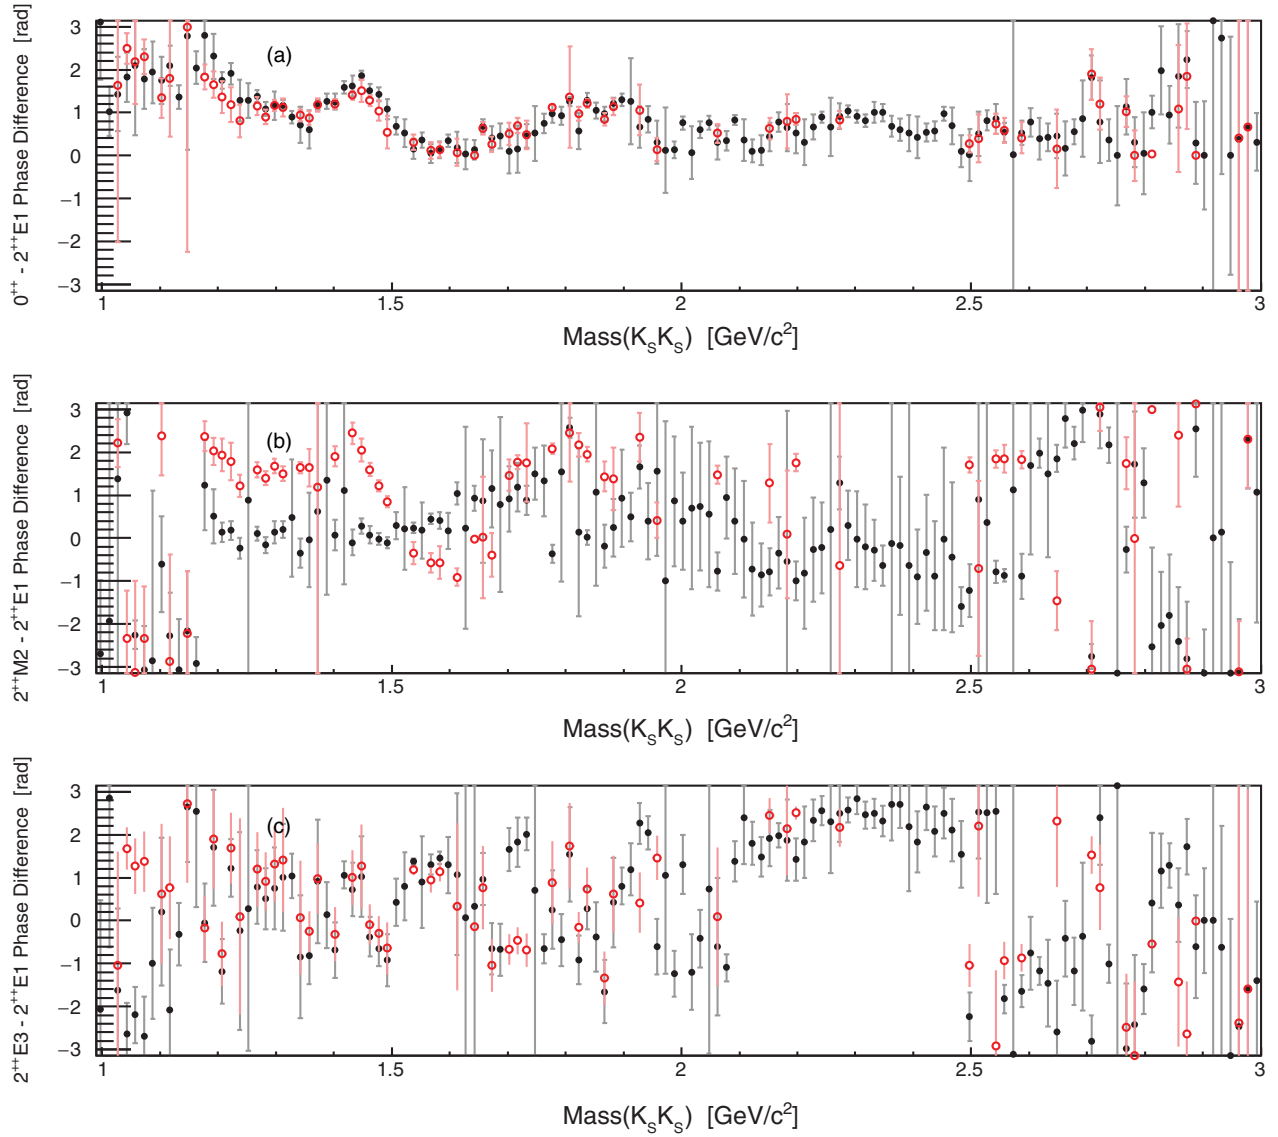 0⁺⁺ - 2⁺⁺E1 Phase Difference [rad]
(a)
3
2
1
0
−1
−2
−3
1 1.5 2 2.5 3
Mass(K_SK_S) [GeV/c²]
2⁺⁺M2 - 2⁺⁺E1 Phase Difference [rad]
(b)
3
2
1
0
−1
−2
−3
1 1.5 2 2.5 3
Mass(K_SK_S) [GeV/c²]
2⁺⁺E3 - 2⁺⁺E1 Phase Difference [rad]
(c)
3
2
1
0
−1
−2
−3
1 1.5 2 2.5 3
Mass(K_SK_S) [GeV/c²]